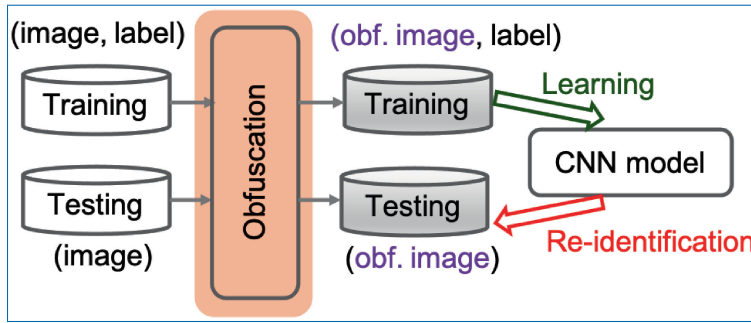 (image, label)
(obf. image, label)
Training
Obfuscation
Training
Learning
CNN model
Testing
Testing
Re-identification
(image)
(obf. image)